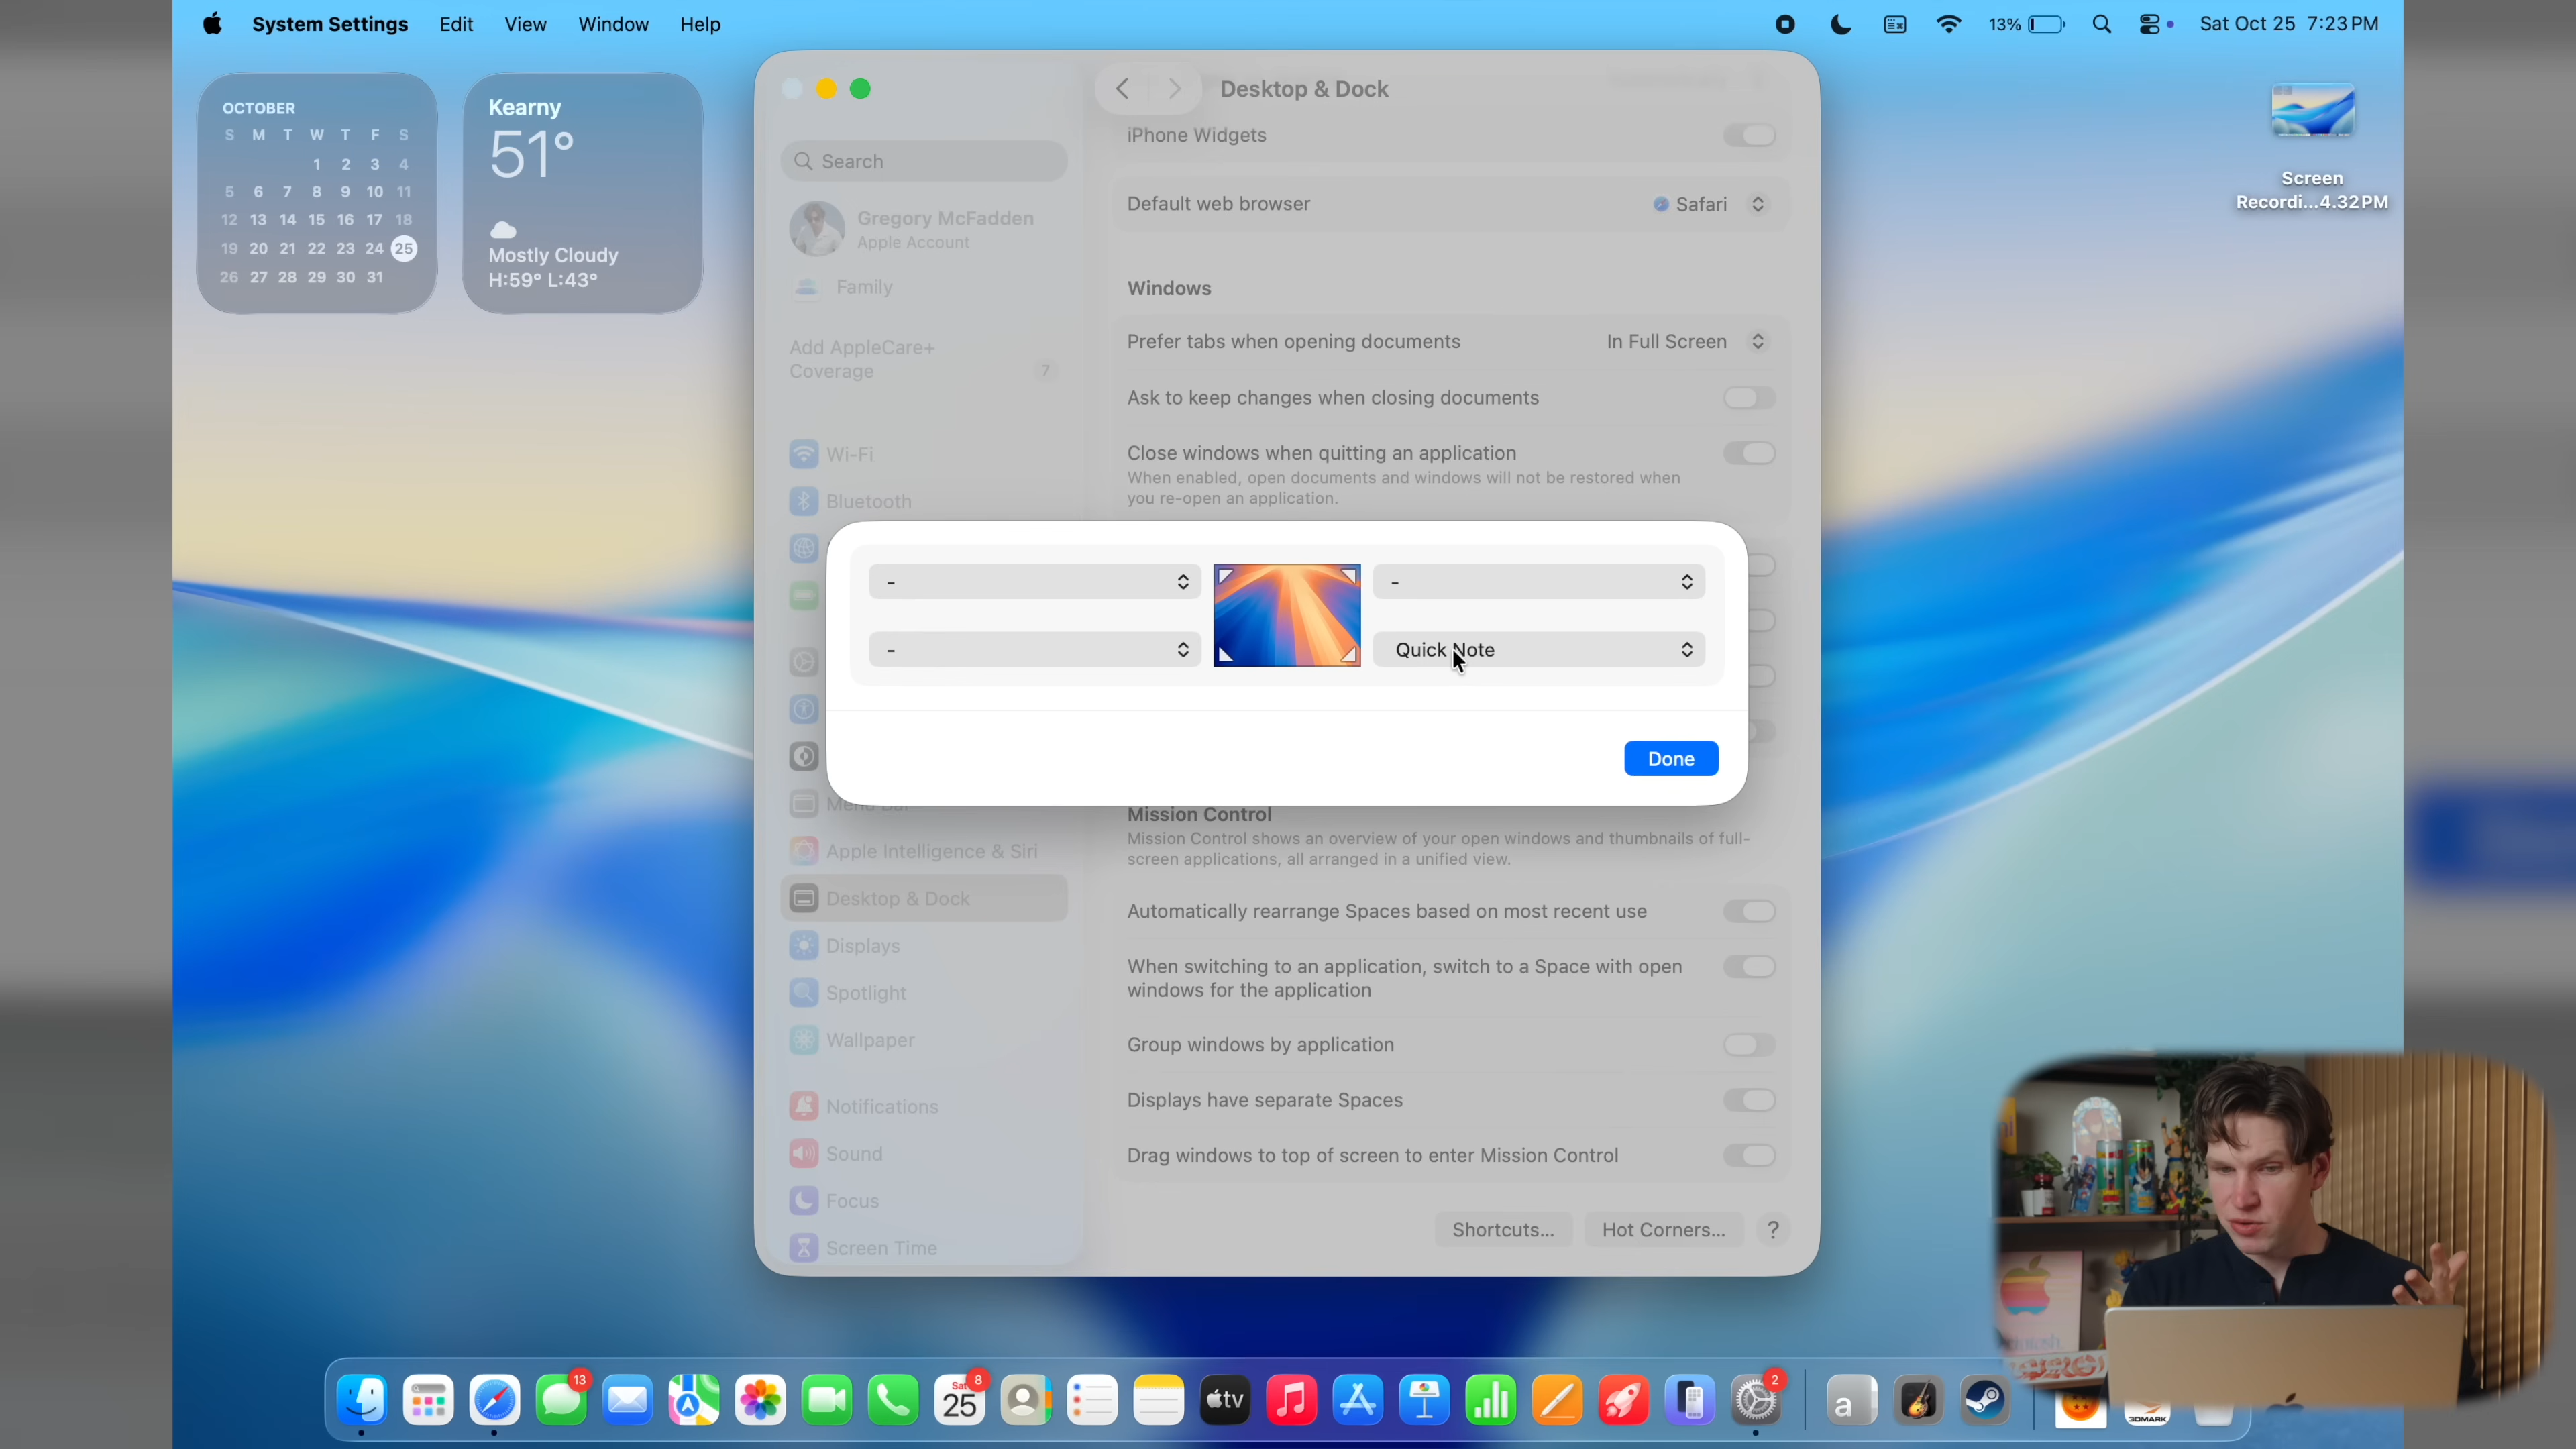 System Settings Edit View Window Help
13%
Sat Oct 25 7:23 PM
OCTOBER
S M T W T F S
1 2 3 4
5 6 7 8 9 10 11
12 13 14 15 16 17 18
19 20 21 22 23 24 25
26 27 28 29 30 31
Kearny
51°
Mostly Cloudy
H:59° L:43°
Screen
Recordi...4.32 PM
Search
Gregory McFadden
Apple Account
Family
Add AppleCare+
Coverage
7
Wi-Fi
Bluetooth
Menu Bar
Apple Intelligence & Siri
Desktop & Dock
Displays
Spotlight
Wallpaper
Notifications
Sound
Focus
Screen Time
Desktop & Dock
iPhone Widgets
Default web browser
Safari
Windows
Prefer tabs when opening documents
In Full Screen
Ask to keep changes when closing documents
Close windows when quitting an application
When enabled, open documents and windows will not be restored when
you re-open an application.
-
-
-
Quick Note
Done
Mission Control
Mission Control shows an overview of your open windows and thumbnails of full-
screen applications, all arranged in a unified view.
Automatically rearrange Spaces based on most recent use
When switching to an application, switch to a Space with open
windows for the application
Group windows by application
Displays have separate Spaces
Drag windows to top of screen to enter Mission Control
Shortcuts...
Hot Corners...
?
13
Sat
25
8
tv
2
a
3DMARK